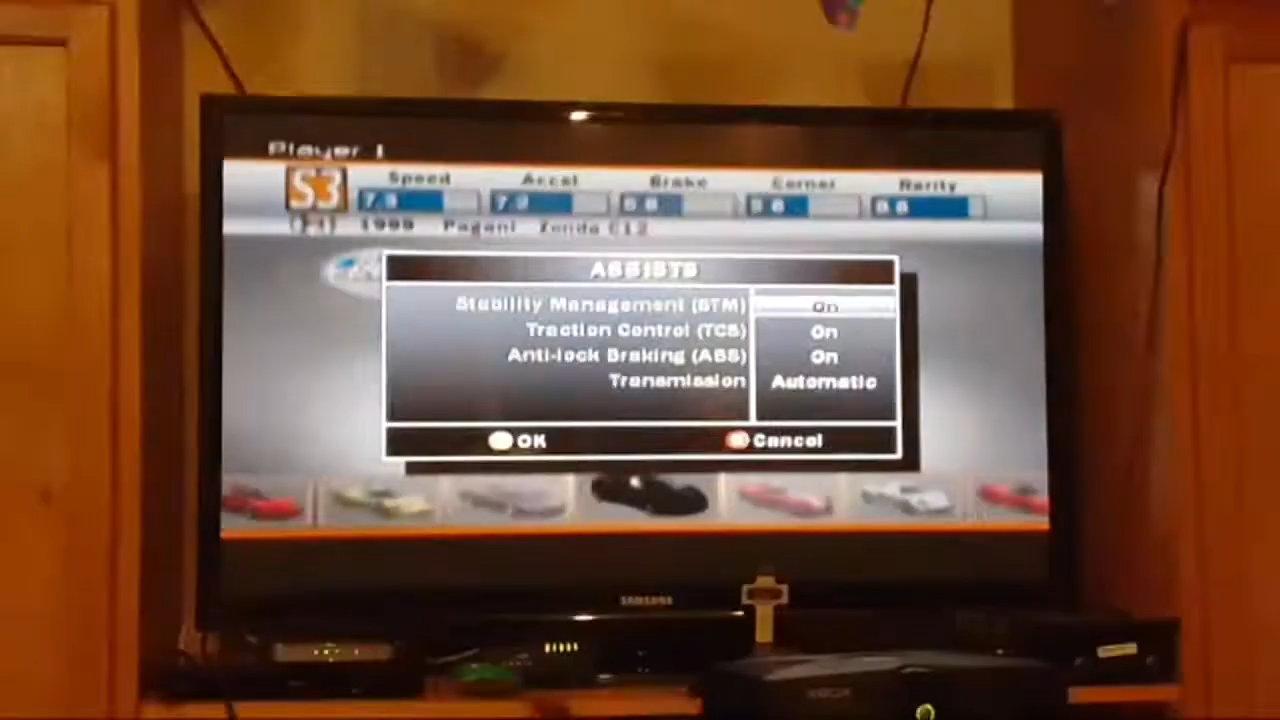 Player 1
Speed Accel Brake Corner Rarity
S3
1999 Pagani Zonda C12
ASSISTS
Stability Management (STM) On
Traction Control (TCS) On
Anti-lock Braking (ABS) On
Transmission Automatic
OK Cancel
SAMSUNG
XBOX